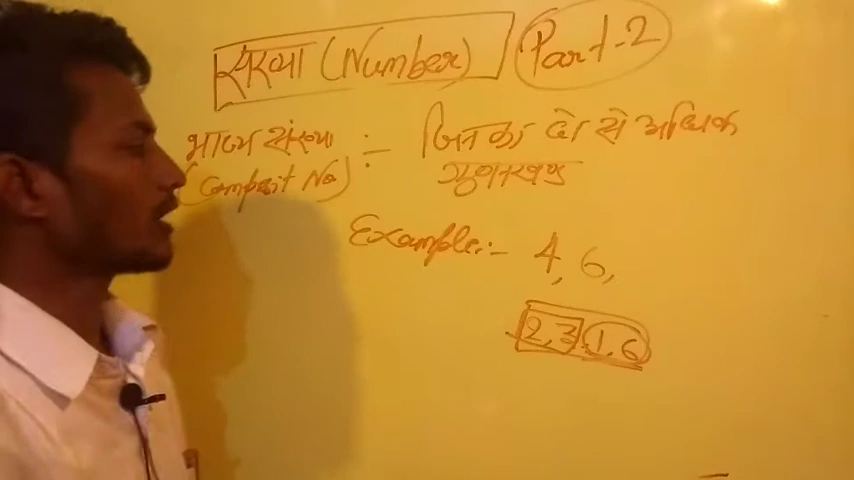 संख्या (Number) Part-2
भाज्य संख्या :- जिनका दो से अधिक
(Composit No) गुणनखण्ड
Example:- 4, 6,
2,3 1,6